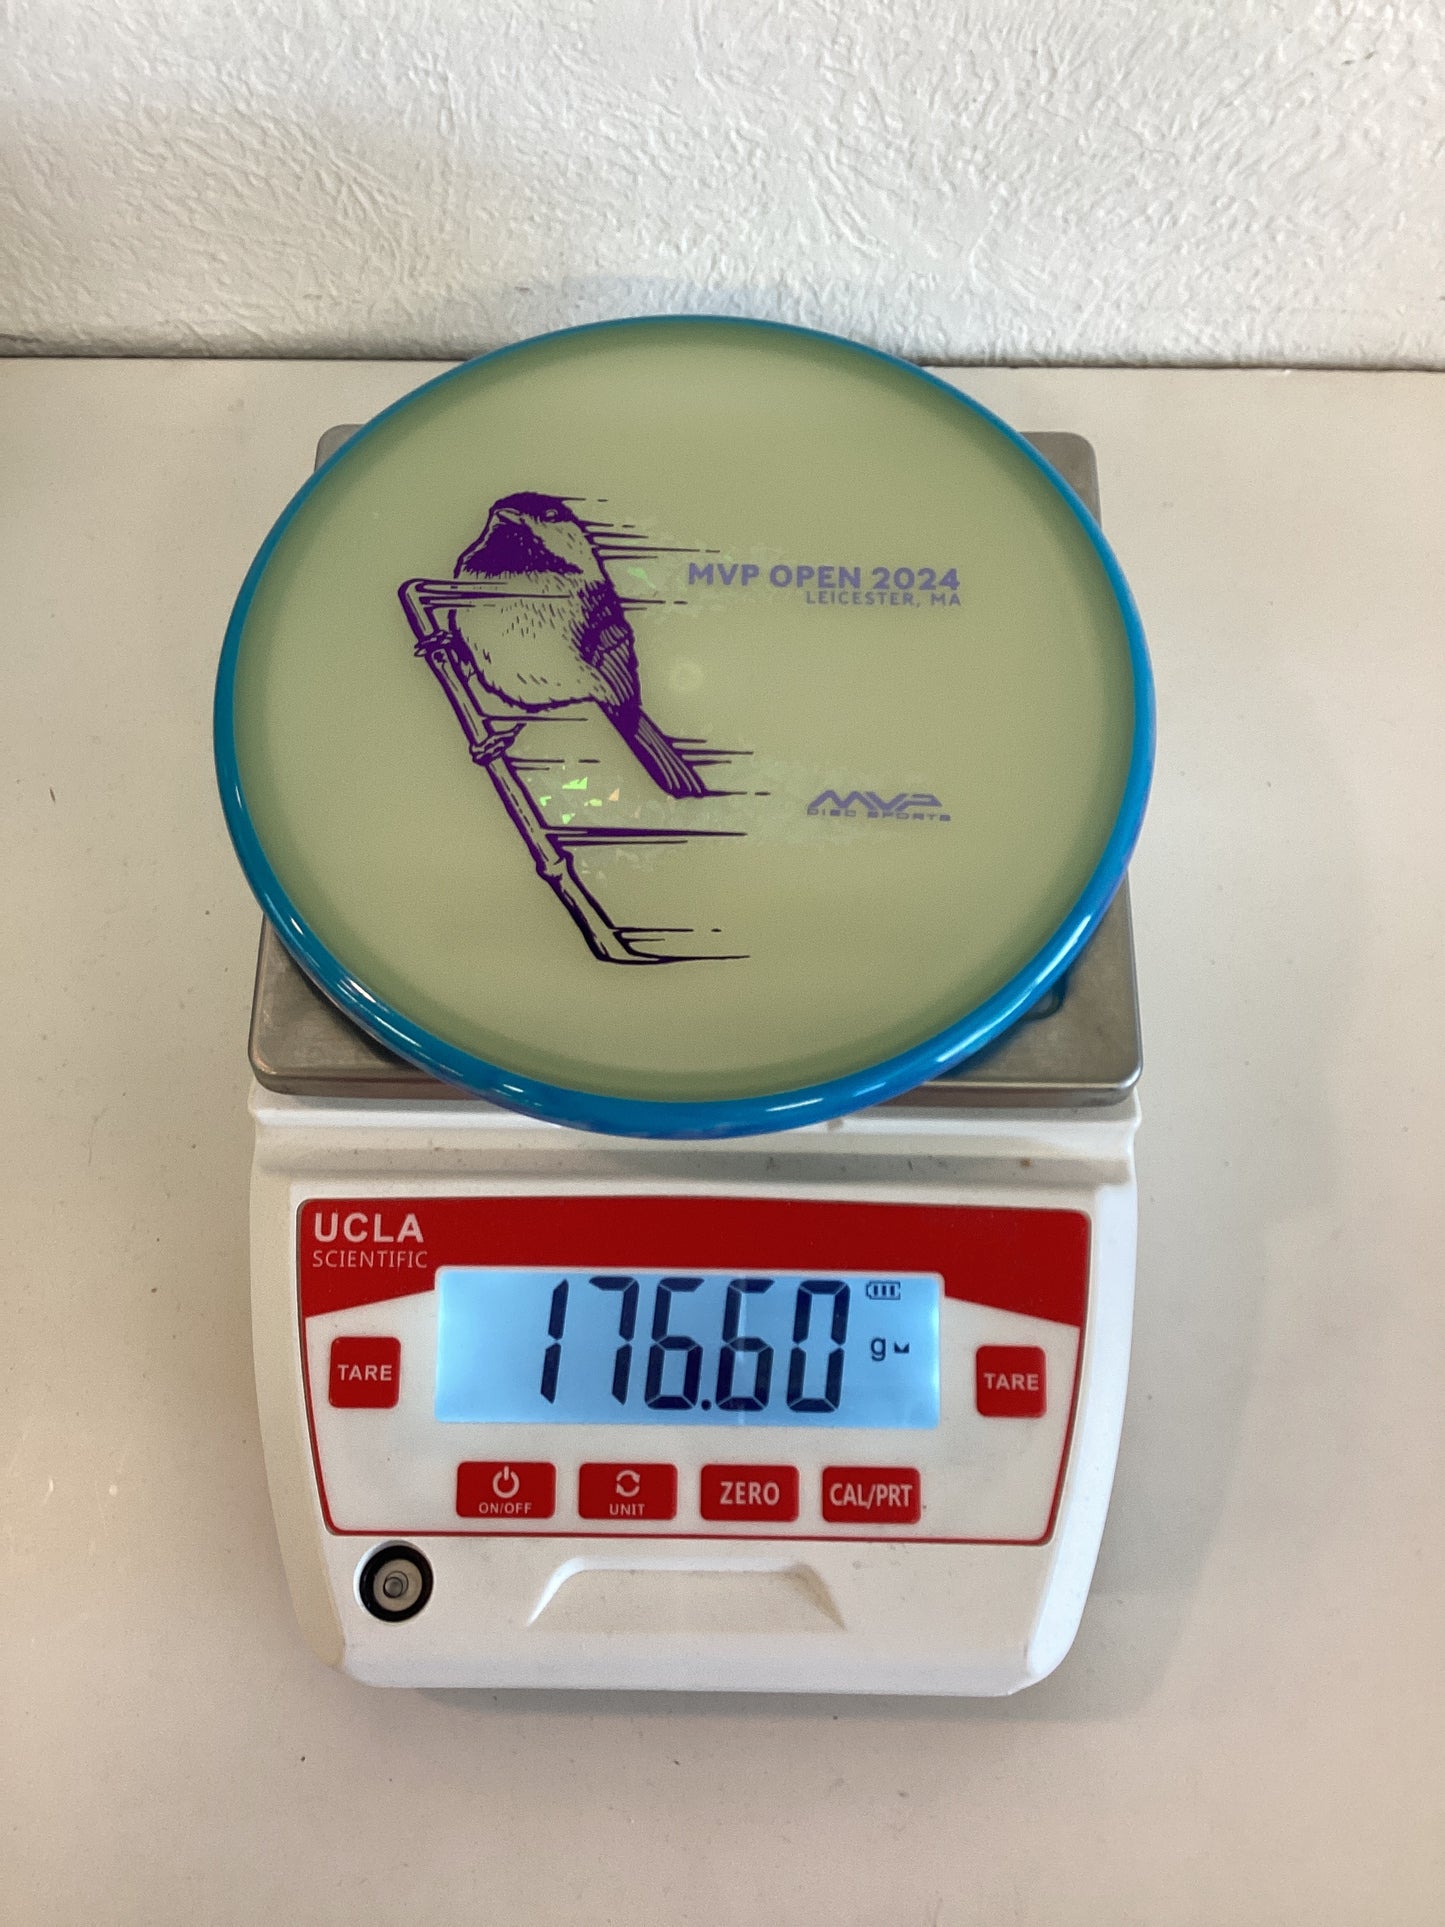 MVP OPEN 2024
LEICESTER, MA
MVP
DISC SPORTS
UCLA
SCIENTIFIC
176.60 g
TARE
TARE
ON/OFF
UNIT
ZERO
CAL/PRT